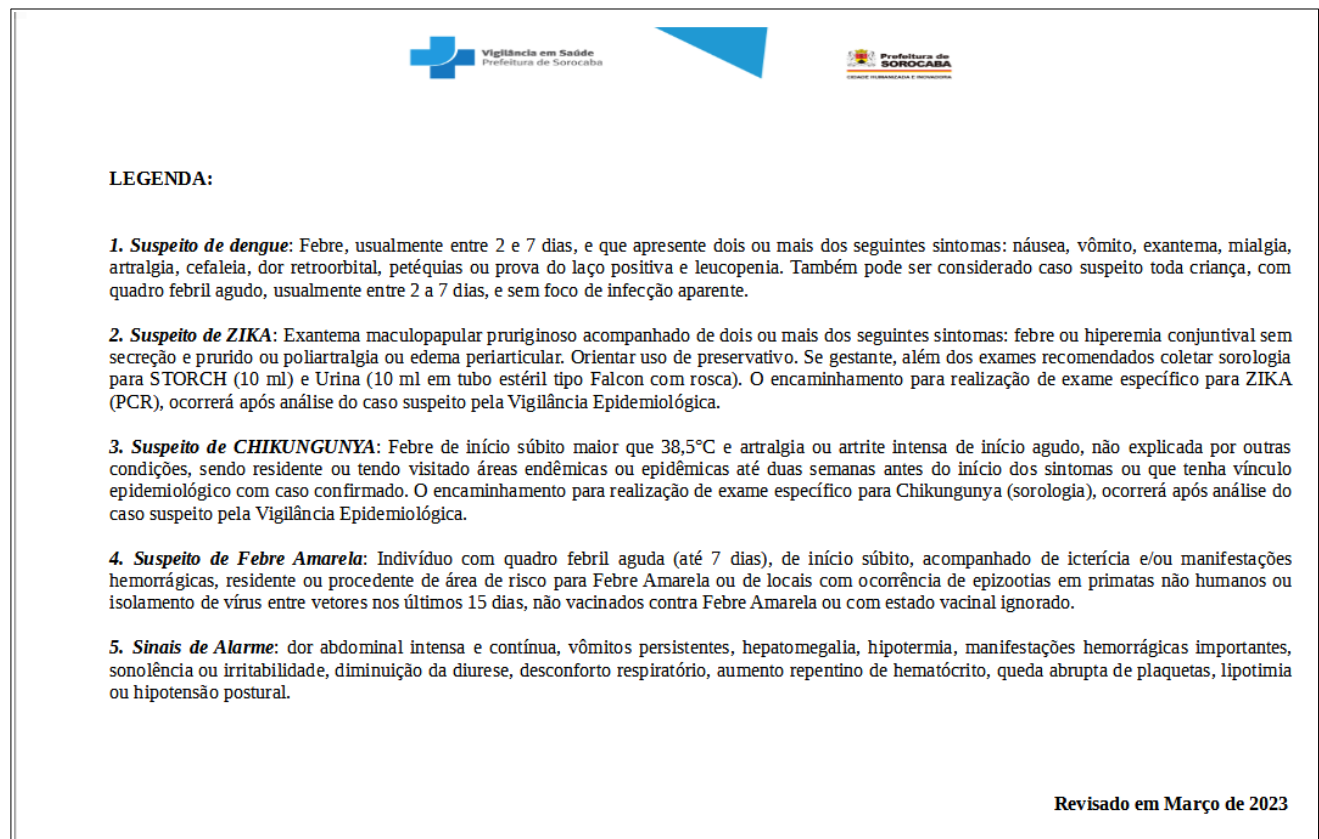 Vigilância em Saúde
Prefeitura de Sorocaba
Prefeitura de
SOROCABA
CIDADE HUMANIZADA E INOVADORA
LEGENDA:
1. Suspeito de dengue: Febre, usualmente entre 2 e 7 dias, e que apresente dois ou mais dos seguintes sintomas: náusea, vômito, exantema, mialgia,
artralgia, cefaleia, dor retroorbital, petéquias ou prova do laço positiva e leucopenia. Também pode ser considerado caso suspeito toda criança, com
quadro febril agudo, usualmente entre 2 a 7 dias, e sem foco de infecção aparente.
2. Suspeito de ZIKA: Exantema maculopapular pruriginoso acompanhado de dois ou mais dos seguintes sintomas: febre ou hiperemia conjuntival sem
secreção e prurido ou poliartralgia ou edema periarticular. Orientar uso de preservativo. Se gestante, além dos exames recomendados coletar sorologia
para STORCH (10 ml) e Urina (10 ml em tubo estéril tipo Falcon com rosca). O encaminhamento para realização de exame específico para ZIKA
(PCR), ocorrerá após análise do caso suspeito pela Vigilância Epidemiológica.
3. Suspeito de CHIKUNGUNYA: Febre de início súbito maior que 38,5°C e artralgia ou artrite intensa de início agudo, não explicada por outras
condições, sendo residente ou tendo visitado áreas endêmicas ou epidêmicas até duas semanas antes do início dos sintomas ou que tenha vínculo
epidemiológico com caso confirmado. O encaminhamento para realização de exame específico para Chikungunya (sorologia), ocorrerá após análise do
caso suspeito pela Vigilância Epidemiológica.
4. Suspeito de Febre Amarela: Indivíduo com quadro febril aguda (até 7 dias), de início súbito, acompanhado de icterícia e/ou manifestações
hemorrágicas, residente ou procedente de área de risco para Febre Amarela ou de locais com ocorrência de epizootias em primatas não humanos ou
isolamento de vírus entre vetores nos últimos 15 dias, não vacinados contra Febre Amarela ou com estado vacinal ignorado.
5. Sinais de Alarme: dor abdominal intensa e contínua, vômitos persistentes, hepatomegalia, hipotermia, manifestações hemorrágicas importantes,
sonolência ou irritabilidade, diminuição da diurese, desconforto respiratório, aumento repentino de hematócrito, queda abrupta de plaquetas, lipotimia
ou hipotensão postural.
Revisado em Março de 2023